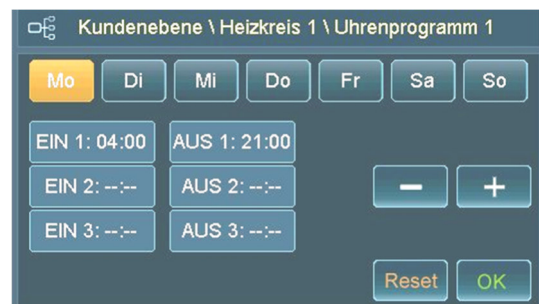 Kundenebene \ Heizkreis 1 \ Uhrenprogramm 1
Mo Di Mi Do Fr Sa So
EIN 1: 04:00 AUS 1: 21:00
EIN 2: --:-- AUS 2: --:--
EIN 3: --:-- AUS 3: --:--
− +
Reset OK